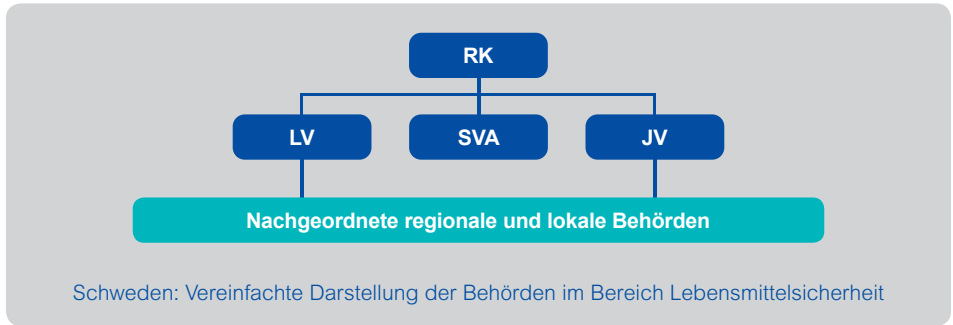 RK
LV
SVA
JV
Nachgeordnete regionale und lokale Behörden
Schweden: Vereinfachte Darstellung der Behörden im Bereich Lebensmittelsicherheit